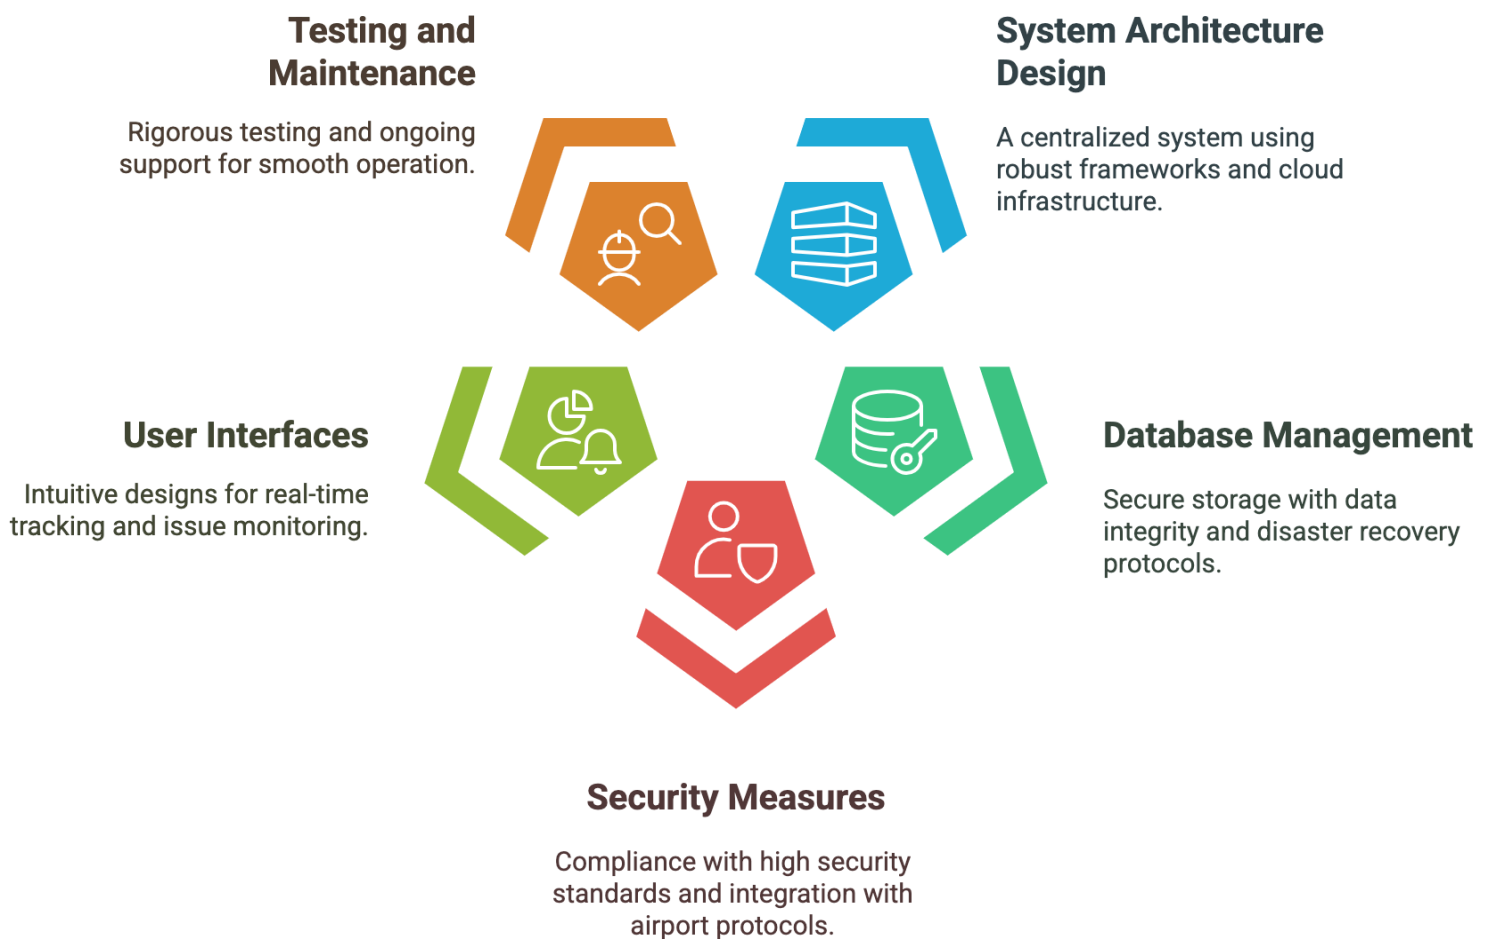 Testing and
Maintenance
Rigorous testing and ongoing
support for smooth operation.
System Architecture
Design
A centralized system using
robust frameworks and cloud
infrastructure.
User Interfaces
Intuitive designs for real-time
tracking and issue monitoring.
Database Management
Secure storage with data
integrity and disaster recovery
protocols.
Security Measures
Compliance with high security
standards and integration with
airport protocols.